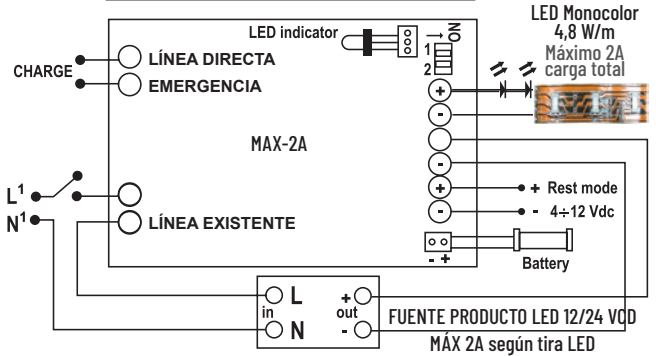 LED indicator
ON
1
2
LED Monocolor
4,8 W/m
Máximo 2A
carga total
CHARGE
LÍNEA DIRECTA
EMERGENCIA
+
-
MAX-2A
-
+
+ Rest mode
-
- 4÷12 Vdc
L¹
N¹
LÍNEA EXISTENTE
- +
Battery
L
in
N
+
out
-
FUENTE PRODUCTO LED 12/24 VCD
MÁX 2A según tira LED